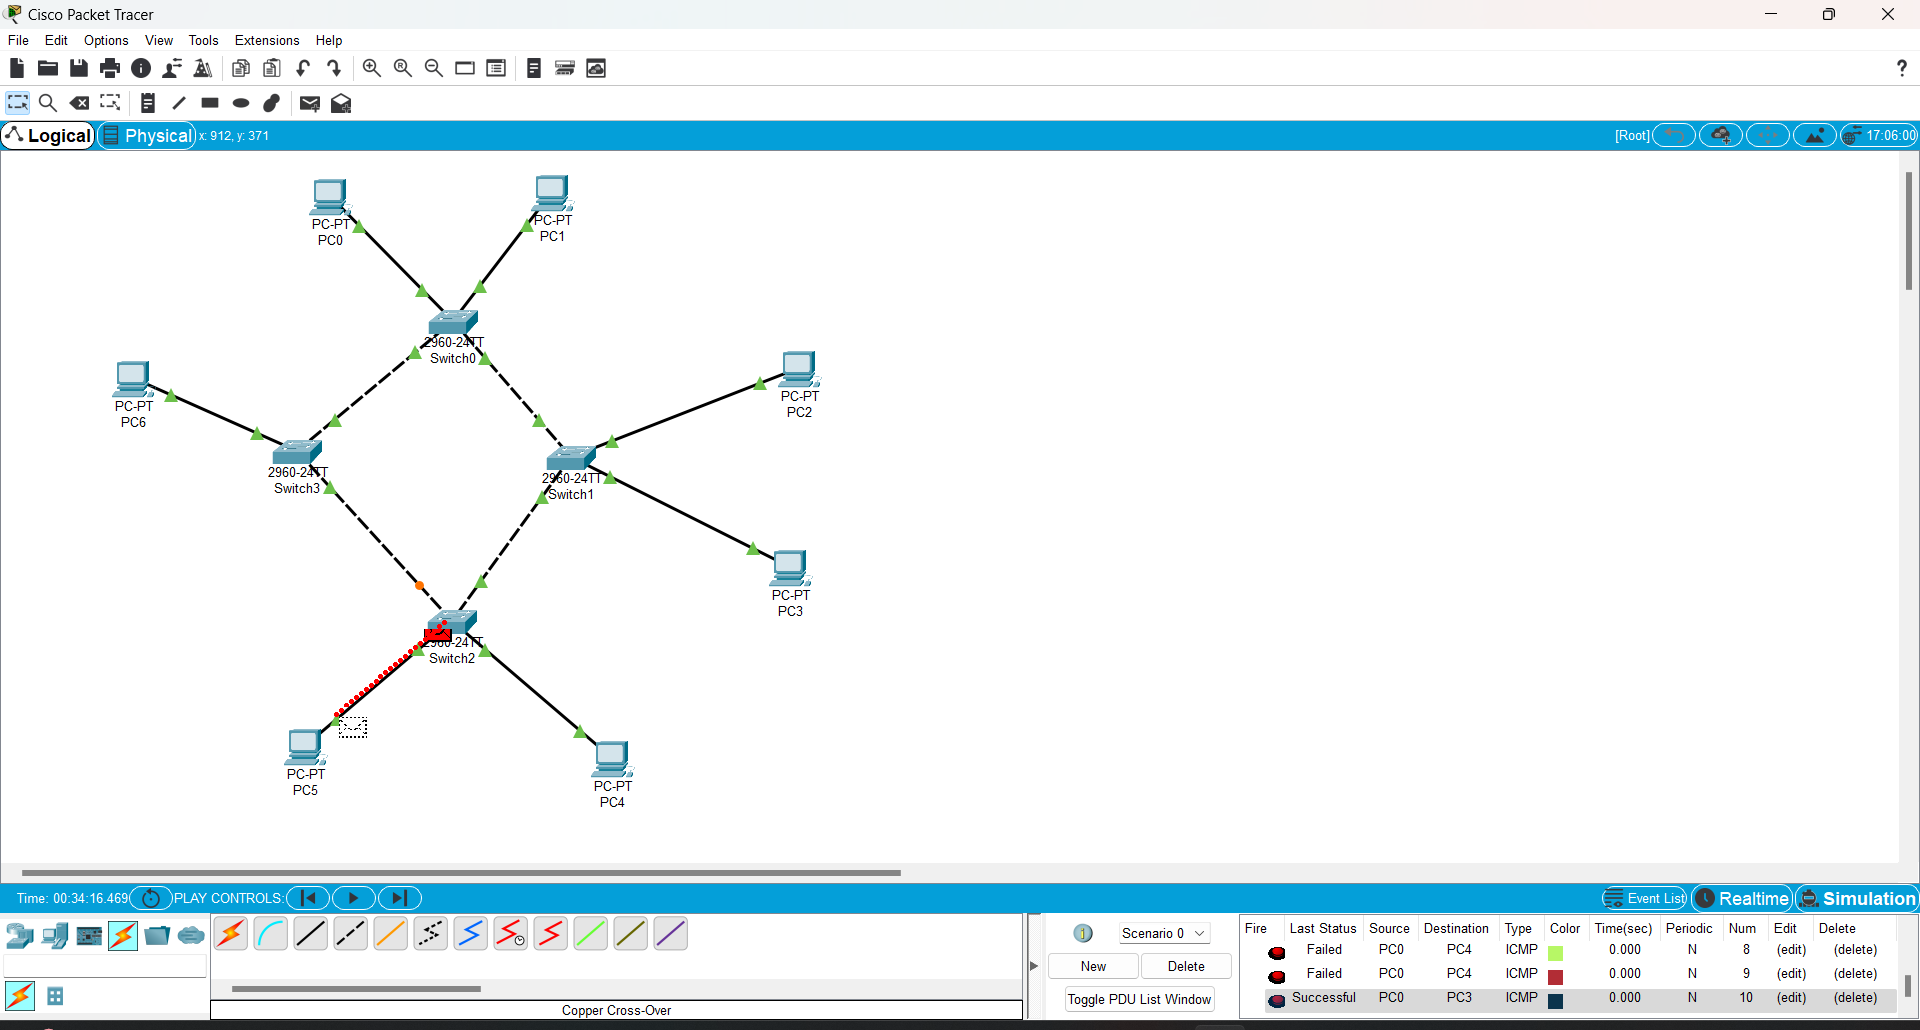 Cisco Packet Tracer
File Edit Options View Tools Extensions Help
?
Logical Physical x: 912, y: 371 [Root] 17:06:00
PC-PT
PC0
PC-PT
PC1
2960-24TT
Switch0
PC-PT
PC2
PC-PT
PC6
2960-24TT
Switch3
2960-24TT
Switch1
PC-PT
PC3
2960-24TT
Switch2
PC-PT
PC5
PC-PT
PC4
Time: 00:34:16.469 PLAY CONTROLS: Event List Realtime Simulation
Scenario 0
New Delete
Toggle PDU List Window
Copper Cross-Over
Fire Last Status Source Destination Type Color Time(sec) Periodic Num Edit Delete
Failed PC0 PC4 ICMP 0.000 N 8 (edit) (delete)
Failed PC0 PC4 ICMP 0.000 N 9 (edit) (delete)
Successful PC0 PC3 ICMP 0.000 N 10 (edit) (delete)